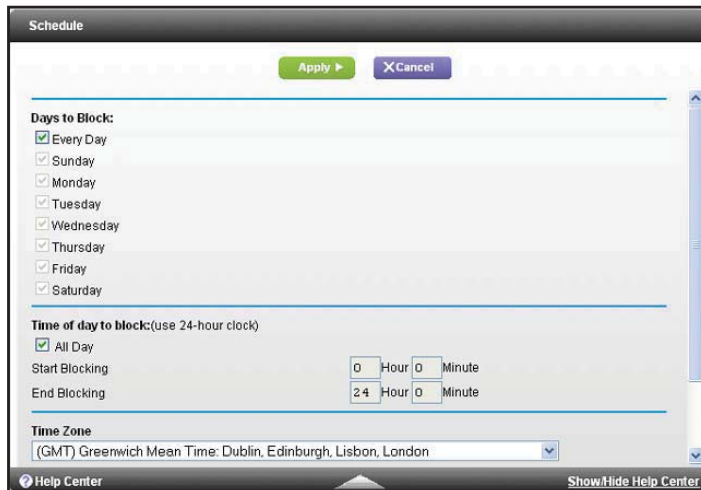 Schedule
Apply ▶ X Cancel
Days to Block:
Every Day
Sunday
Monday
Tuesday
Wednesday
Thursday
Friday
Saturday
Time of day to block:(use 24-hour clock)
All Day
Start Blocking 0 Hour 0 Minute
End Blocking 24 Hour 0 Minute
Time Zone
(GMT) Greenwich Mean Time: Dublin, Edinburgh, Lisbon, London
? Help Center Show/Hide Help Center